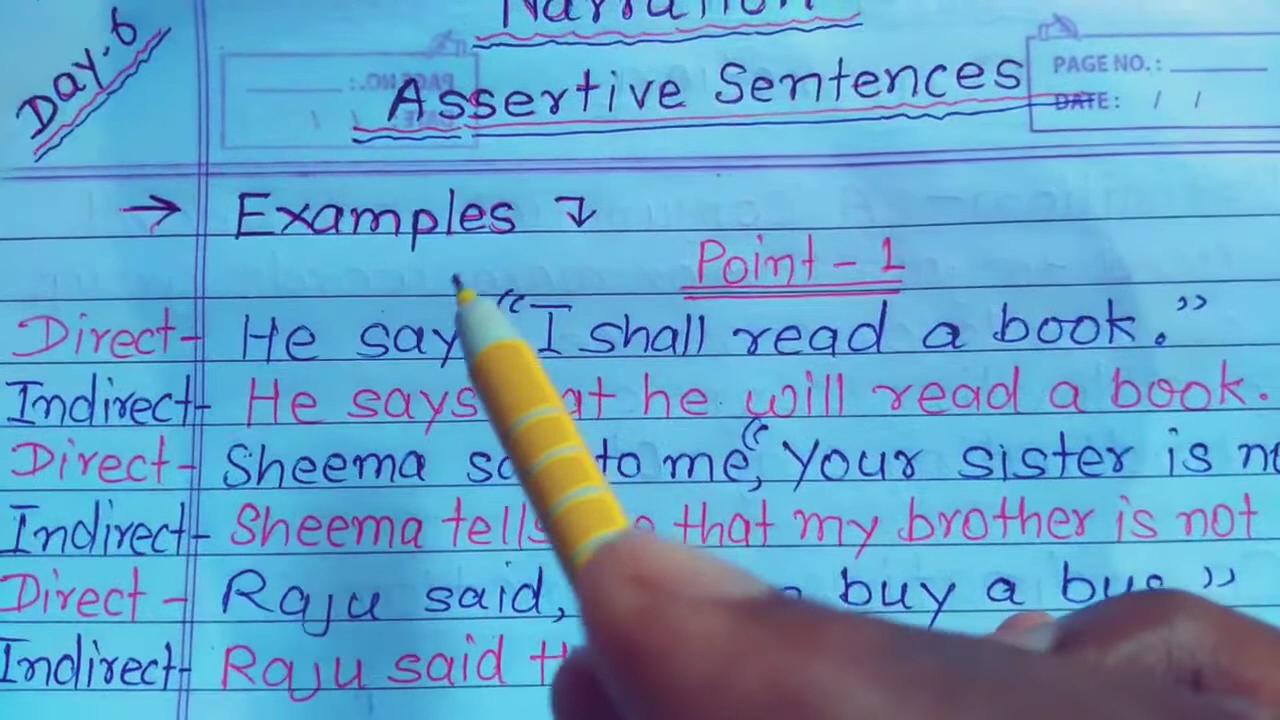 Narration
Day.6
Assertive Sentences
PAGE NO.:
DATE: / /
→ Examples ↴
Point - 1
Direct- He say “I shall read a book.”
Indirect- He says he will read a book.
Direct- Sheema to me, “Your sister is
Indirect- Sheema tells that my brother is not
Direct - Raju said, buy a bus”
Indirect- Raju said